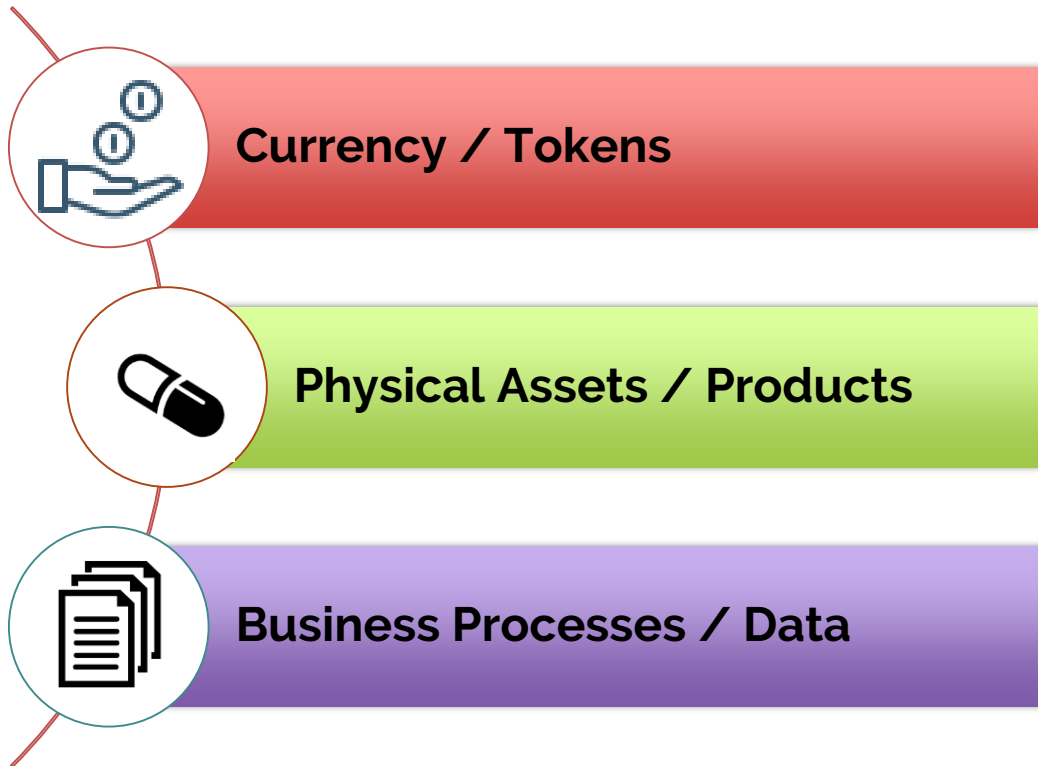 Currency / Tokens
Physical Assets / Products
Business Processes / Data